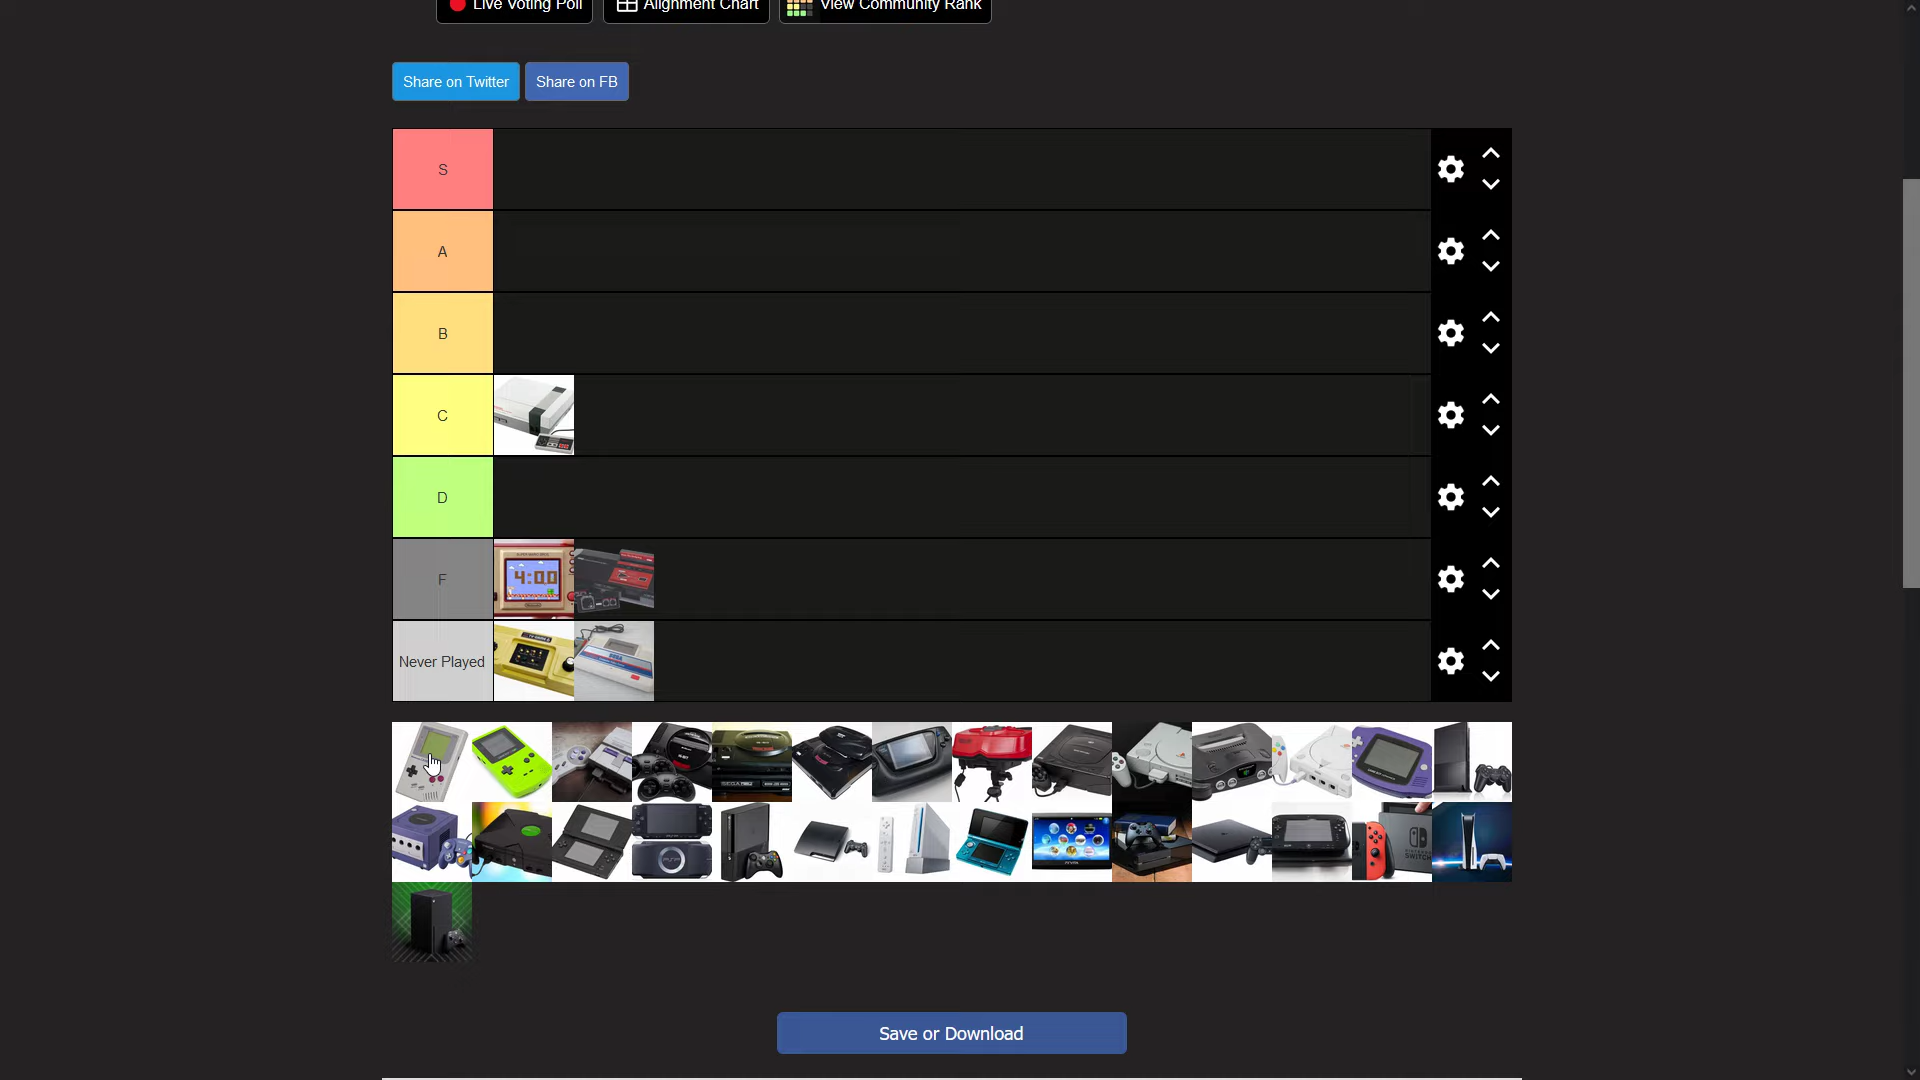 Live Voting Poll
Alignment Chart
View Community Rank
Share on Twitter
Share on FB
S
A
B
C
D
F
4:00
Never Played
SEGA
Save or Download